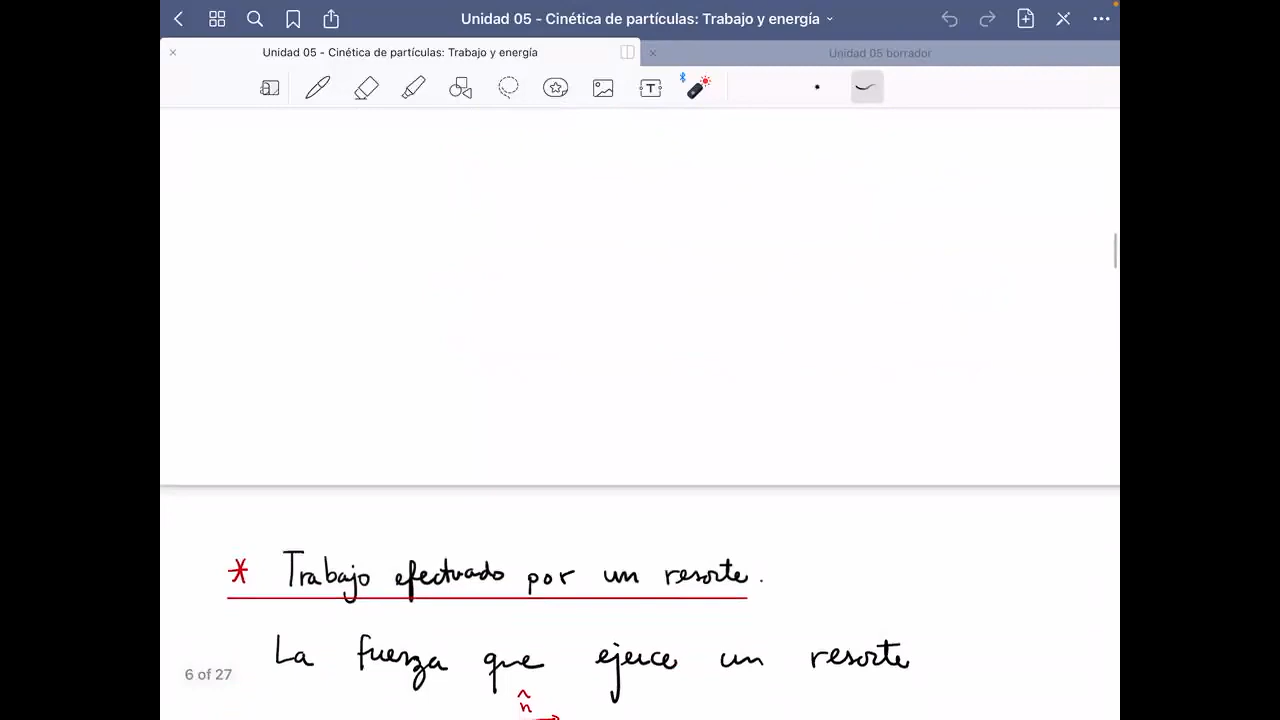 Unidad 05 - Cinética de partículas: Trabajo y energía
Unidad 05 - Cinética de partículas: Trabajo y energía
Unidad 05 borrador
T
* Trabajo efectuado por un resorte.
La fuerza que ejerce un resorte
6 of 27
n̂